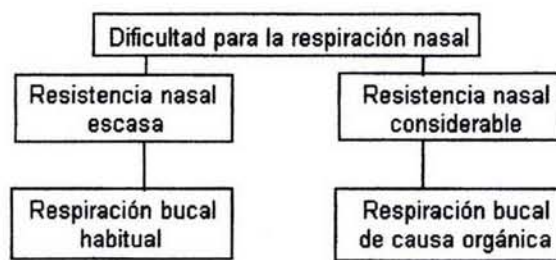 Dificultad para la respiración nasal
Resistencia nasal
escasa
Resistencia nasal
considerable
Respiración bucal
habitual
Respiración bucal
de causa orgánica